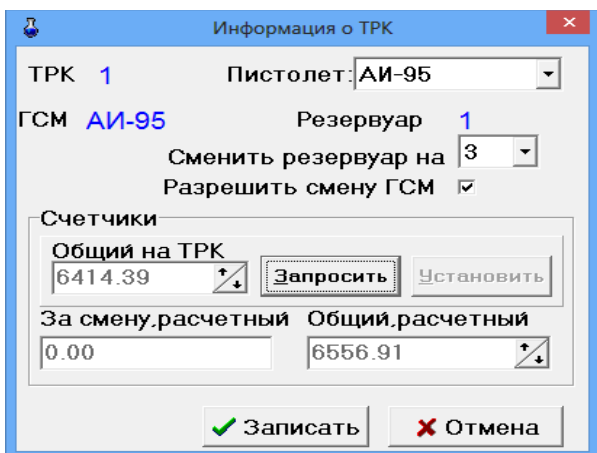 Информация о ТРК
ТРК 1 Пистолет: АИ-95
ГСМ АИ-95 Резервуар 1
Сменить резервуар на 3
Разрешить смену ГСМ
Счетчики
Общий на ТРК
6414.39 Запросить Установить
За смену,расчетный Общий,расчетный
0.00 6556.91
Записать Отмена